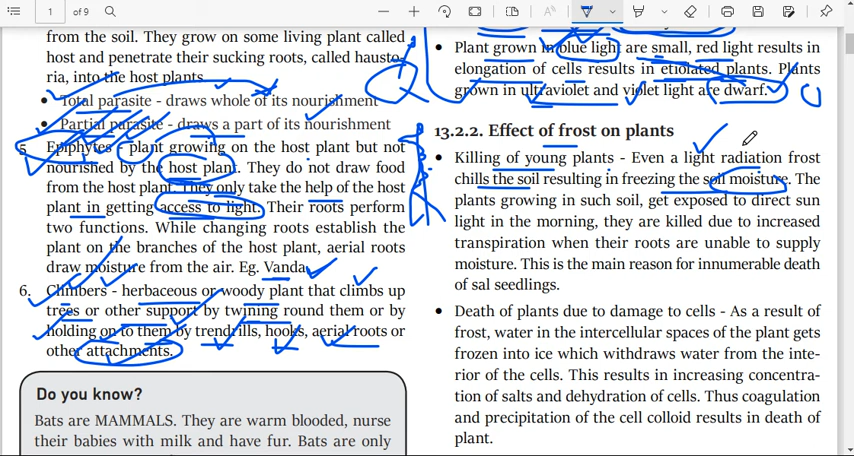 1 of 9
from the soil. They grow on some living plant called
host and penetrate their sucking roots, called hausto-
ria, into the host plants.
• Total parasite - draws whole of its nourishment
• Partial parasite - draws a part of its nourishment
5. Epiphytes - plant growing on the host plant but not
nourished by the host plant. They do not draw food
from the host plant. They only take the help of the host
plant in getting access to light. Their roots perform
two functions. While changing roots establish the
plant on the branches of the host plant, aerial roots
draw moisture from the air. Eg. Vanda
6. Climbers - herbaceous or woody plant that climbs up
trees or other support by twining round them or by
holding on to them by trendrills, hooks, aerial roots or
other attachments.
Do you know?
Bats are MAMMALS. They are warm blooded, nurse
their babies with milk and have fur. Bats are only
• Plant grown in blue light are small, red light results in
elongation of cells results in etiolated plants. Plants
grown in ultraviolet and violet light are dwarf.
13.2.2. Effect of frost on plants
• Killing of young plants - Even a light radiation frost
chills the soil resulting in freezing the soil moisture. The
plants growing in such soil, get exposed to direct sun
light in the morning, they are killed due to increased
transpiration when their roots are unable to supply
moisture. This is the main reason for innumerable death
of sal seedlings.
• Death of plants due to damage to cells - As a result of
frost, water in the intercellular spaces of the plant gets
frozen into ice which withdraws water from the inte-
rior of the cells. This results in increasing concentra-
tion of salts and dehydration of cells. Thus coagulation
and precipitation of the cell colloid results in death of
plant.